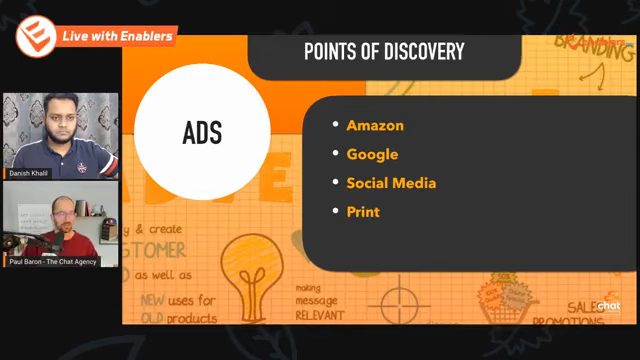 Live with Enablers
POINTS OF DISCOVERY
BRANDING
ADS
• Amazon
• Google
• Social Media
• Print
Danish Khalil
Paul Baron - The Chat Agency
& create
as well as
NEW uses for
OLD products
making
message
RELEVANT
SALES
PROMOTIONS
chat